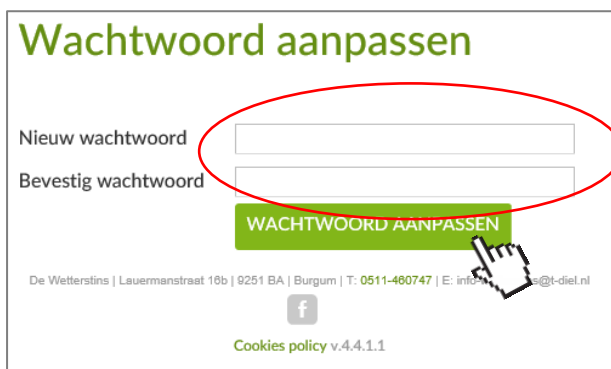 Wachtwoord aanpassen
Nieuw wachtwoord
Bevestig wachtwoord
WACHTWOORD AANPASSEN
De Wetterstins | Lauermanstraat 16b | 9251 BA | Burgum | T: 0511-460747 | E: s@t-diel.nl
f
Cookies policy v.4.4.1.1